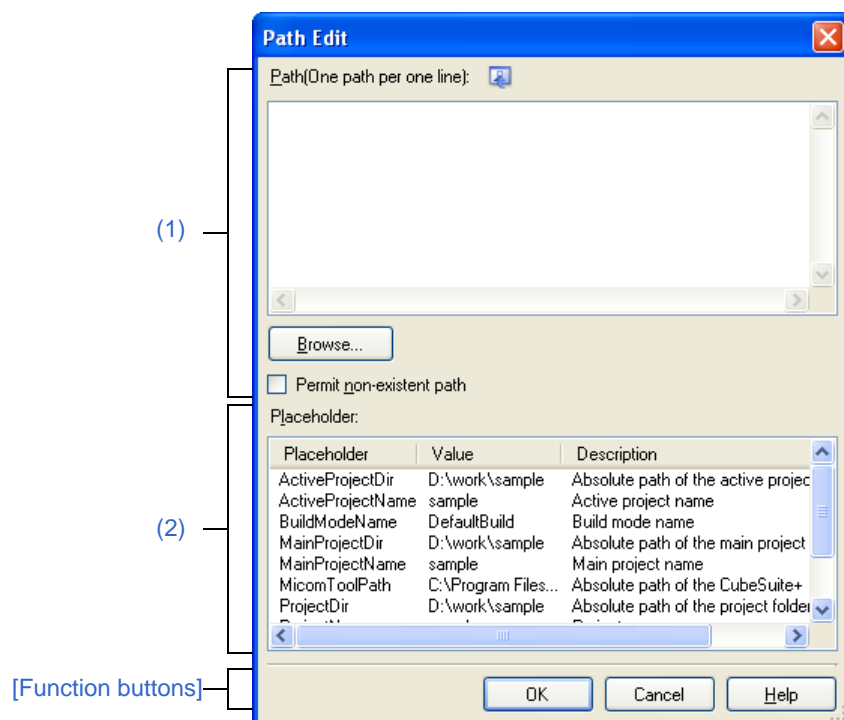 Path Edit
Path(One path per one line):
(1)
Browse...
Permit non-existent path
Placeholder:
Placeholder Value Description
ActiveProjectDir D:\work\sample Absolute path of the active projec
ActiveProjectName sample Active project name
BuildModeName DefaultBuild Build mode name
MainProjectDir D:\work\sample Absolute path of the main project
(2)
MainProjectName sample Main project name
MicomToolPath C:\Program Files... Absolute path of the CubeSuite+
ProjectDir D:\work\sample Absolute path of the project folder
[Function buttons]
OK Cancel Help